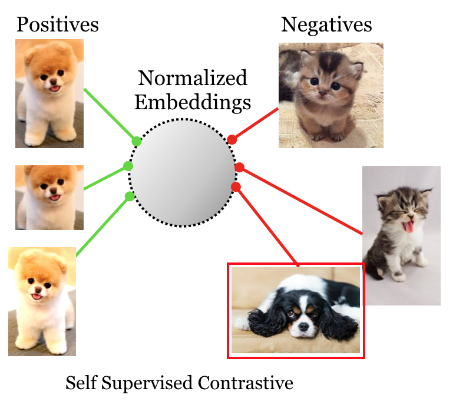 Positives
Negatives
Normalized
Embeddings
Self Supervised Contrastive